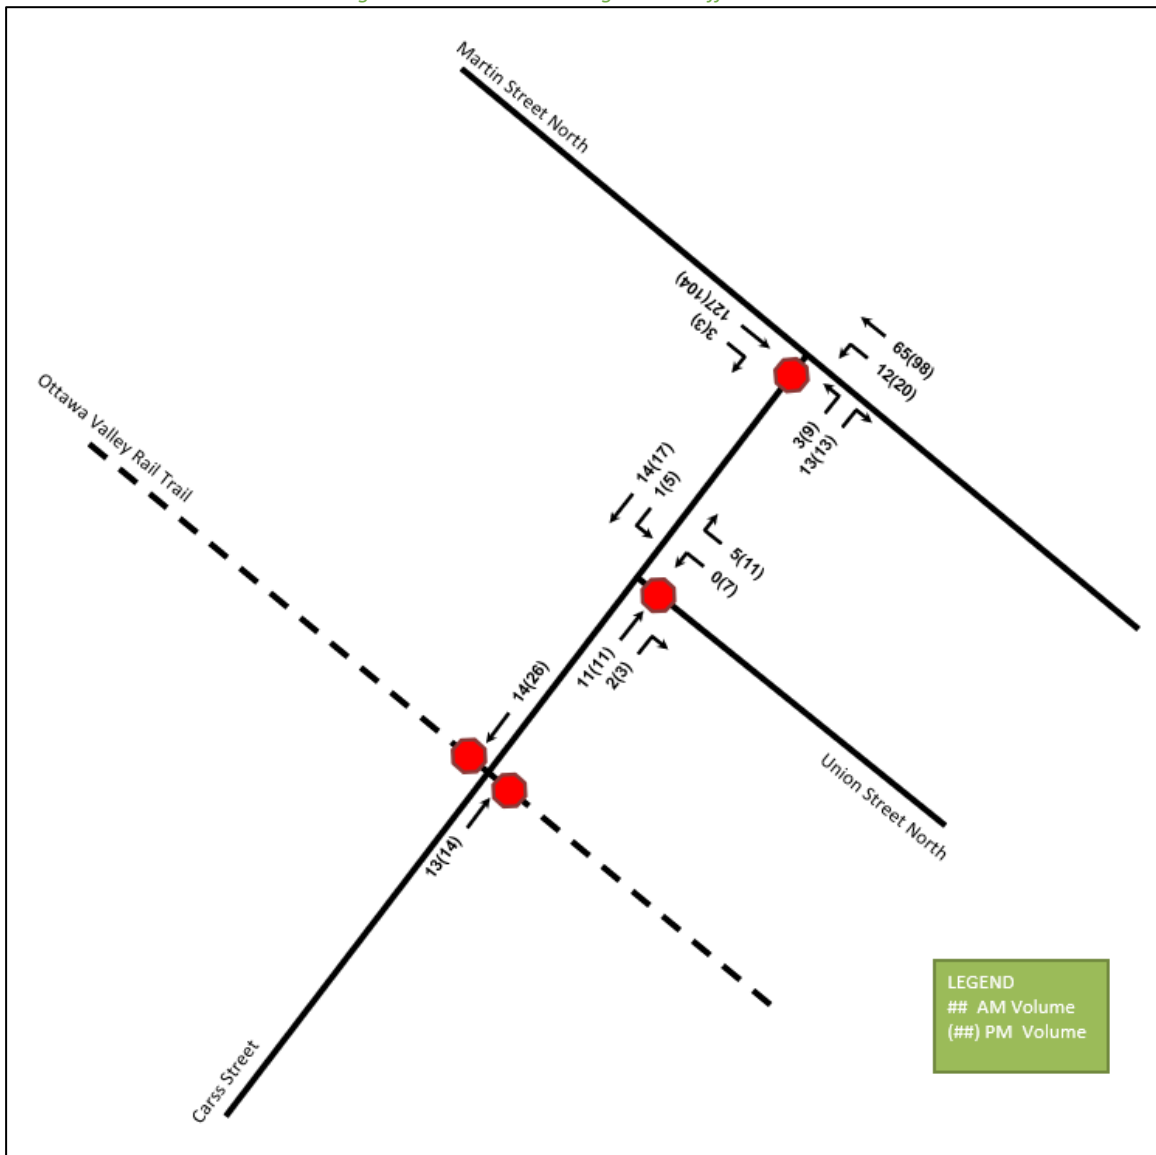 Martin Street North
127(104)
3(3)
65(98)
12(20)
3(9)
13(13)
Ottawa Valley Rail Trail
14(17)
1(5)
5(11)
0(7)
11(11)
2(3)
14(26)
13(14)
Union Street North
Carss Street
LEGEND
## AM Volume
(##) PM Volume